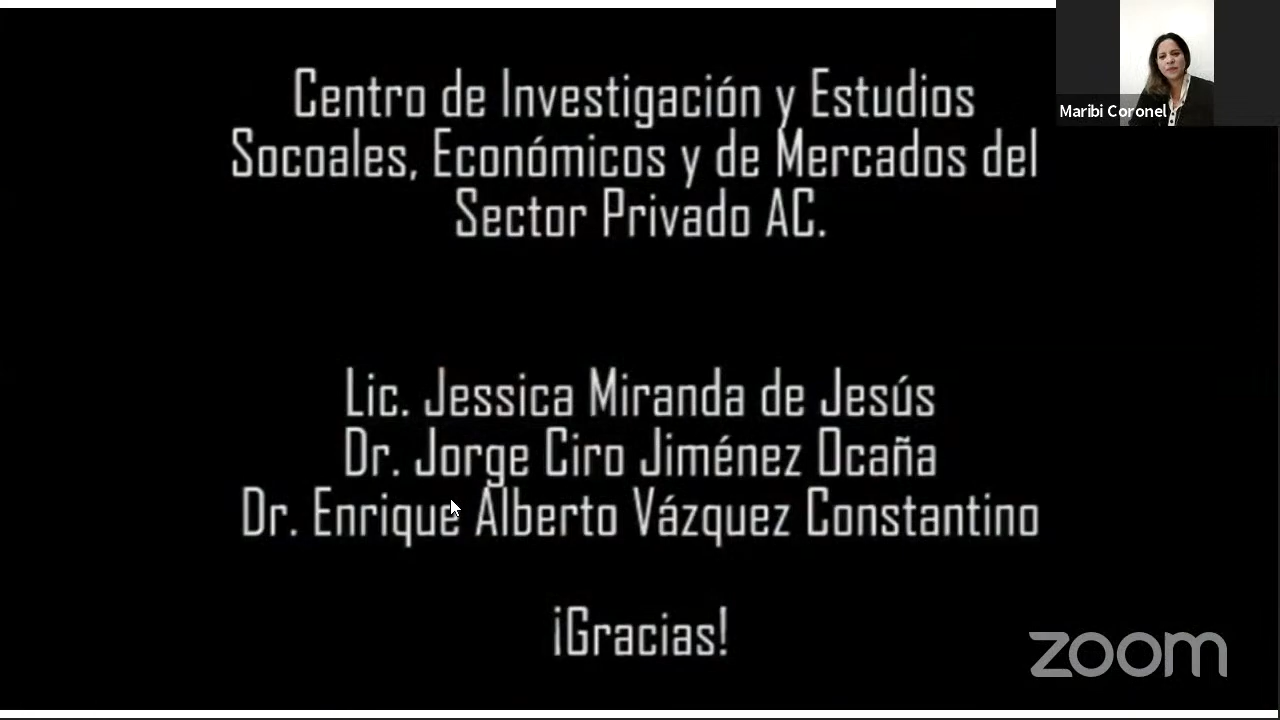 Centro de Investigación y Estudios
Socoales, Económicos y de Mercados del
Sector Privado AC.
Lic. Jessica Miranda de Jesús
Dr. Jorge Ciro Jiménez Ocaña
Dr. Enrique Alberto Vázquez Constantino
¡Gracias!
Maribi Coronel
zoom